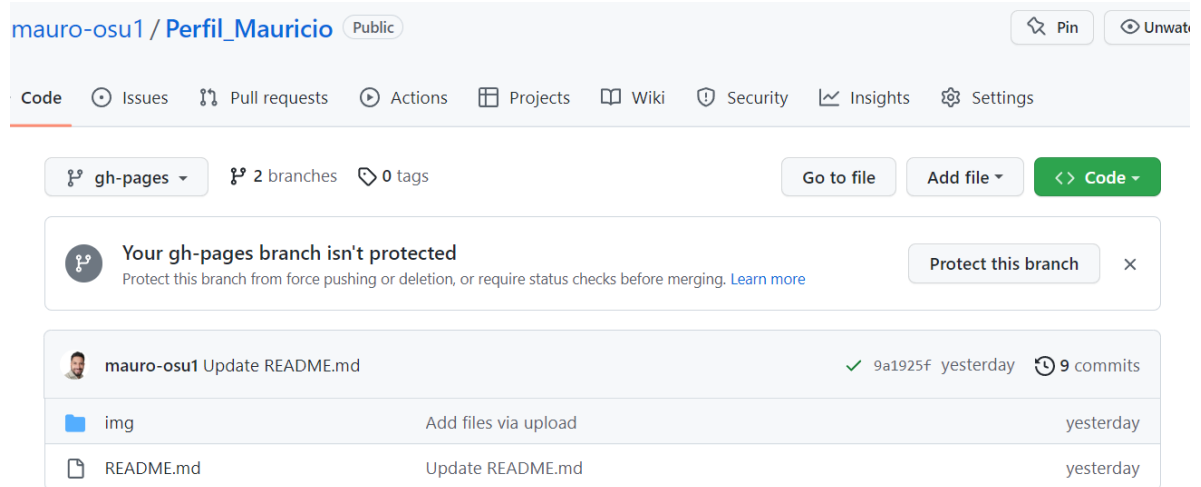 mauro-osu1 / Perfil_Mauricio Public Pin Unwatc
Code Issues Pull requests Actions Projects Wiki Security Insights Settings
gh-pages 2 branches 0 tags Go to file Add file Code
Your gh-pages branch isn't protected
Protect this branch from force pushing or deletion, or require status checks before merging. Learn more
Protect this branch
mauro-osu1 Update README.md 9a1925f yesterday 9 commits
img Add files via upload yesterday
README.md Update README.md yesterday